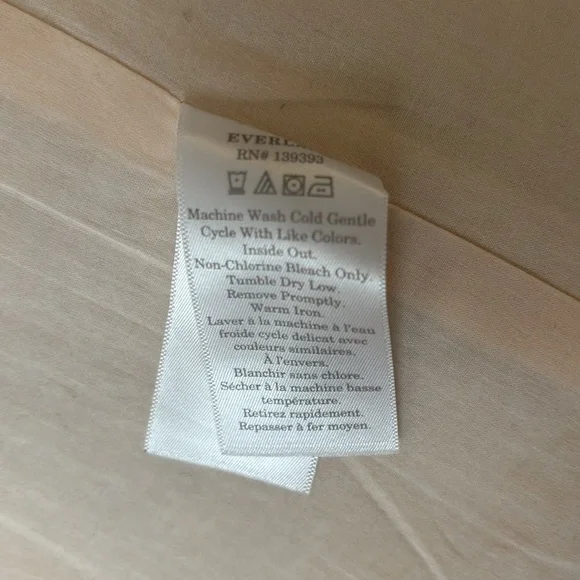 RN# 139393
Machine Wash Cold Gentle
Cycle With Like Colors.
Inside Out.
Non-Chlorine Bleach Only.
Tumble Dry Low.
Remove Promptly.
Warm Iron.
Laver à la machine à l'eau
froide cycle delicat avec
couleurs similaires.
À l'envers.
Blanchir sans chlore.
Sécher à la machine basse
température.
Retirez rapidement.
Repasser à fer moyen.